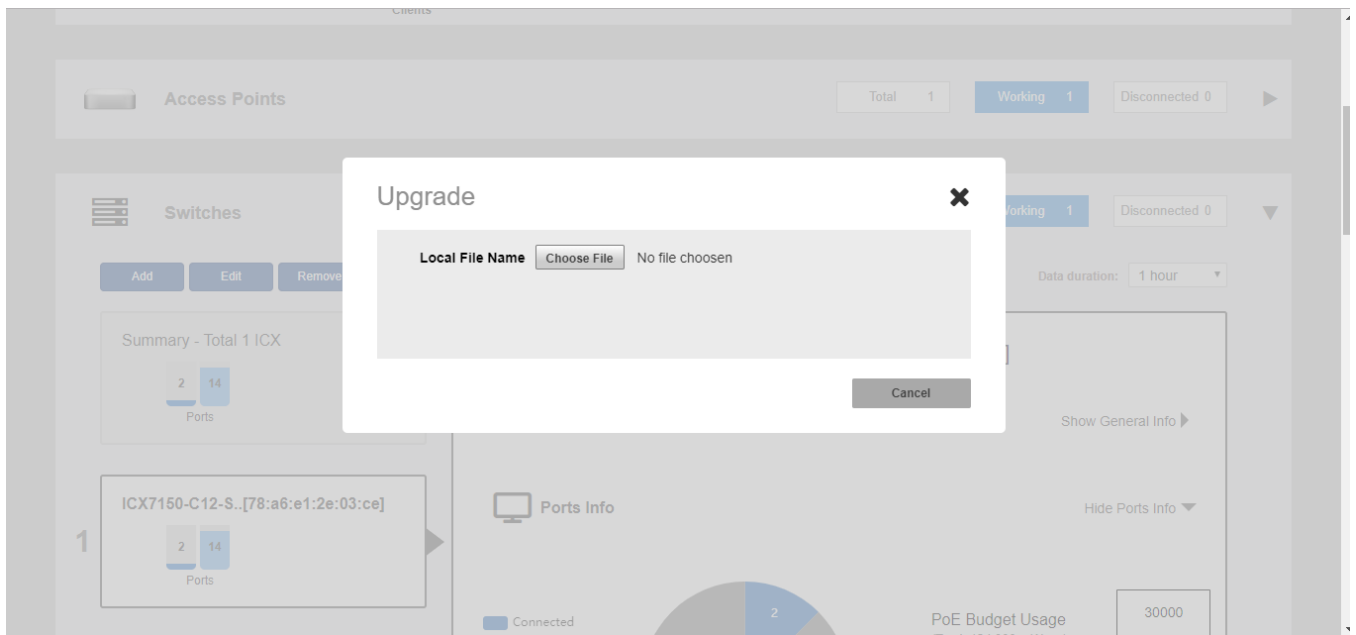 Clients
Access Points
Total 1
Working 1
Disconnected 0
Upgrade
Switches
Working 1
Disconnected 0
Local File Name Choose File No file choosen
Add Edit Remove
Data duration: 1 hour
Summary - Total 1 ICX
]
2 14
Ports
Cancel
Show General Info
ICX7150-C12-S..[78:a6:e1:2e:03:ce]
Ports Info
Hide Ports Info
1
2 14
Ports
Connected
2
PoE Budget Usage
30000